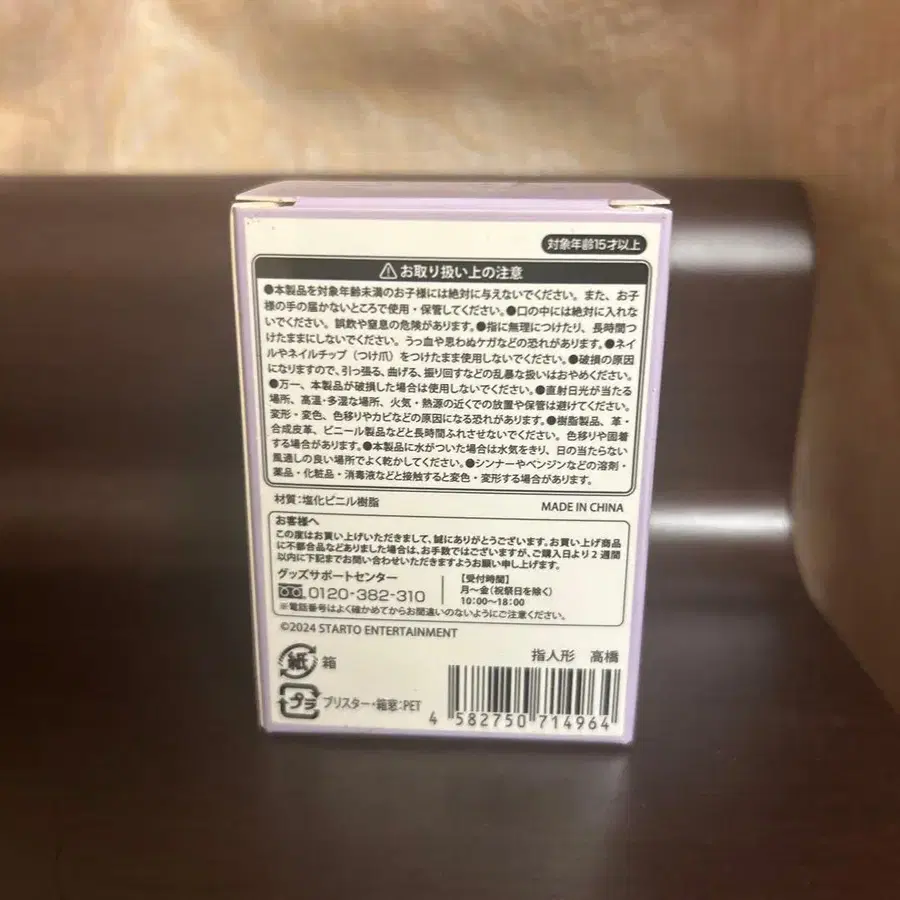 対象年齢15才以上
⚠お取り扱い上の注意
●本製品を対象年齢未満のお子様には絶対に与えないでください。また、お子
様の手の届かないところで使用・保管してください。●口の中には絶対に入れな
いでください。誤飲や窒息の危険があります。●指に無理につけたり、長時間つ
けたままにしないでください。うっ血や思わぬケガなどの恐れがあります。●ネイ
ルやネイルチップ（つけ爪）をつけたまま使用しないでください。●破損の原因
になりますので、引っ張る、曲げる、振り回すなどの乱暴な扱いはおやめください。
●万一、本製品が破損した場合は使用しないでください。●直射日光が当たる
場所、高温・多湿な場所、火気・熱源の近くでの放置や保管は避けてください。
変形・変色、色移りやカビなどの原因になる恐れがあります。●樹脂製品、革・
合成皮革、ビニール製品などと長時間ふれさせないでください。色移りや固着
する場合があります。●本製品に水がついた場合は水気をきり、日の当たらない
風通しの良い場所でよく乾かしてください。●シンナーやベンジンなどの溶剤・
薬品・化粧品・消毒液などと接触すると変色・変形する場合があります。
材質：塩化ビニル樹脂
MADE IN CHINA
お客様へ
この度はお買い上げいただきまして、誠にありがとうございます。お買い上げ商品
に不都合品などありました場合は、お手数ではございますが、ご購入日より2週間
以内に下記までお問い合わせいただきますようお願い申し上げます。
グッズサポートセンター
0120-382-310
【受付時間】
月～金（祝祭日を除く）
10:00～18:00
※電話番号はよく確かめてからお間違いのないようにご注意ください。
©2024 STARTO ENTERTAINMENT
紙 箱
指人形 高橋
プラ ブリスター・箱窓：PET
4 582750 714964